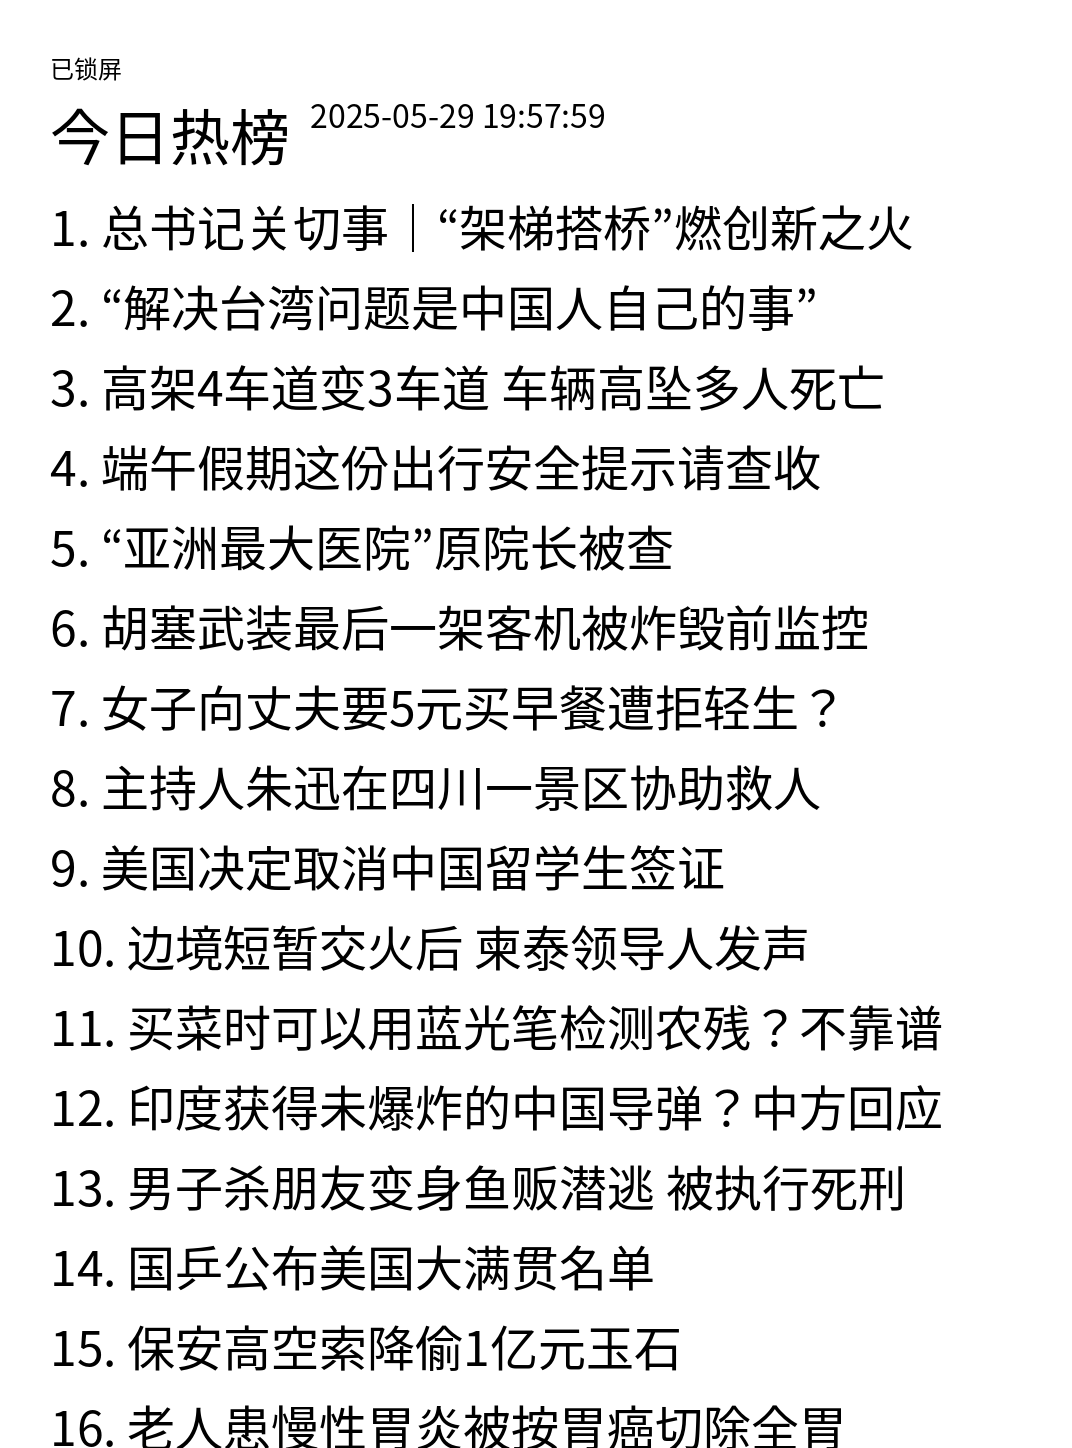 已锁屏
今日热榜 2025-05-29 19:57:59
1. 总书记关切事｜“架梯搭桥”燃创新之火
2. “解决台湾问题是中国人自己的事”
3. 高架4车道变3车道 车辆高坠多人死亡
4. 端午假期这份出行安全提示请查收
5. “亚洲最大医院”原院长被查
6. 胡塞武装最后一架客机被炸毁前监控
7. 女子向丈夫要5元买早餐遭拒轻生？
8. 主持人朱迅在四川一景区协助救人
9. 美国决定取消中国留学生签证
10. 边境短暂交火后 柬泰领导人发声
11. 买菜时可以用蓝光笔检测农残？不靠谱
12. 印度获得未爆炸的中国导弹？中方回应
13. 男子杀朋友变身鱼贩潜逃 被执行死刑
14. 国乒公布美国大满贯名单
15. 保安高空索降偷1亿元玉石
16. 老人患慢性胃炎被按胃癌切除全胃